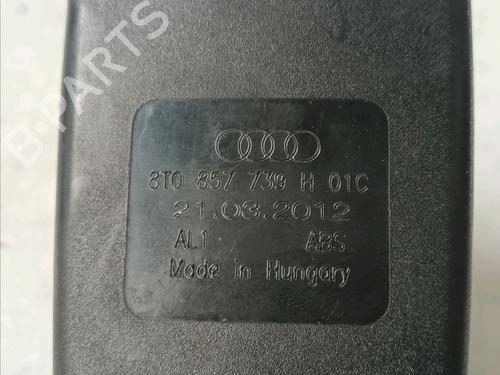 B-PARTS
8T0 857 739 H 01C
21.03.2012
AL1 ABS
Made in Hungary